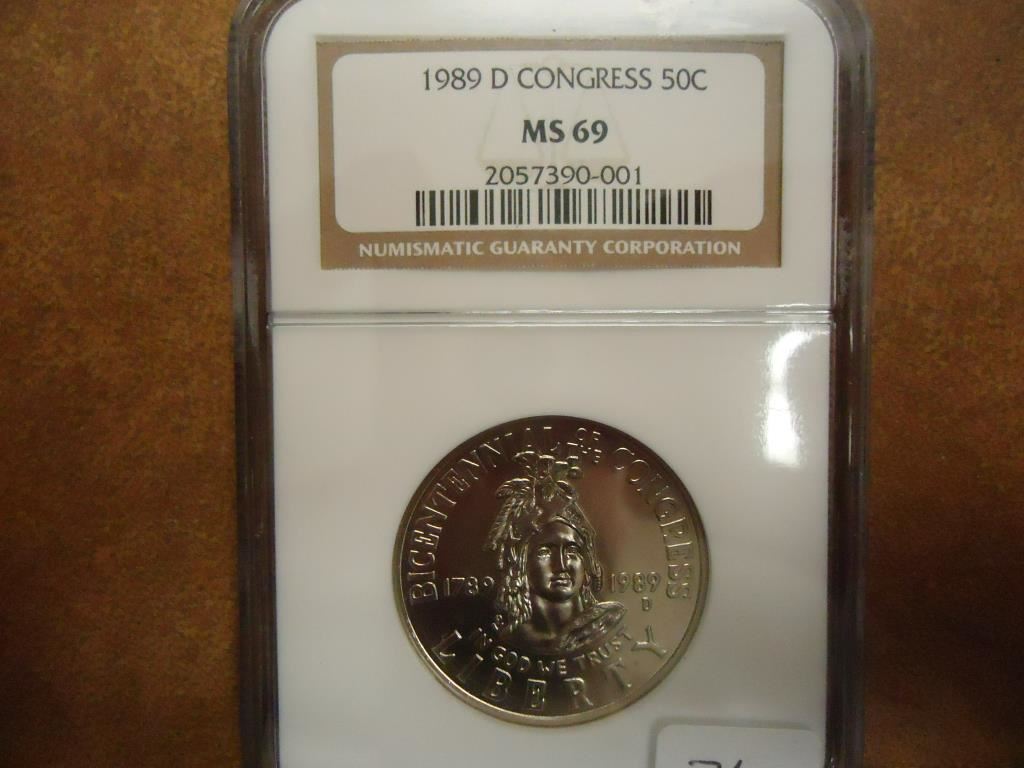 1989 D CONGRESS 50C
MS 69
2057390-001
NUMISMATIC GUARANTY CORPORATION
BICENTENNIAL OF THE CONGRESS
1789 1989
D
IN GOD WE TRUST
LIBERTY